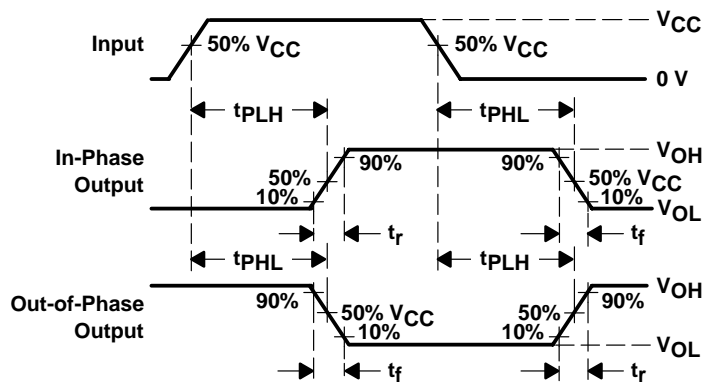 V_CC
Input
50% V_CC
50% V_CC
0 V
t_PLH
t_PHL
In-Phase
Output
V_OH
90%
90%
50%
50% V_CC
10%
10%
V_OL
t_r
t_f
t_PHL
t_PLH
Out-of-Phase
Output
V_OH
90%
90%
50% V_CC
50%
10%
10%
V_OL
t_f
t_r